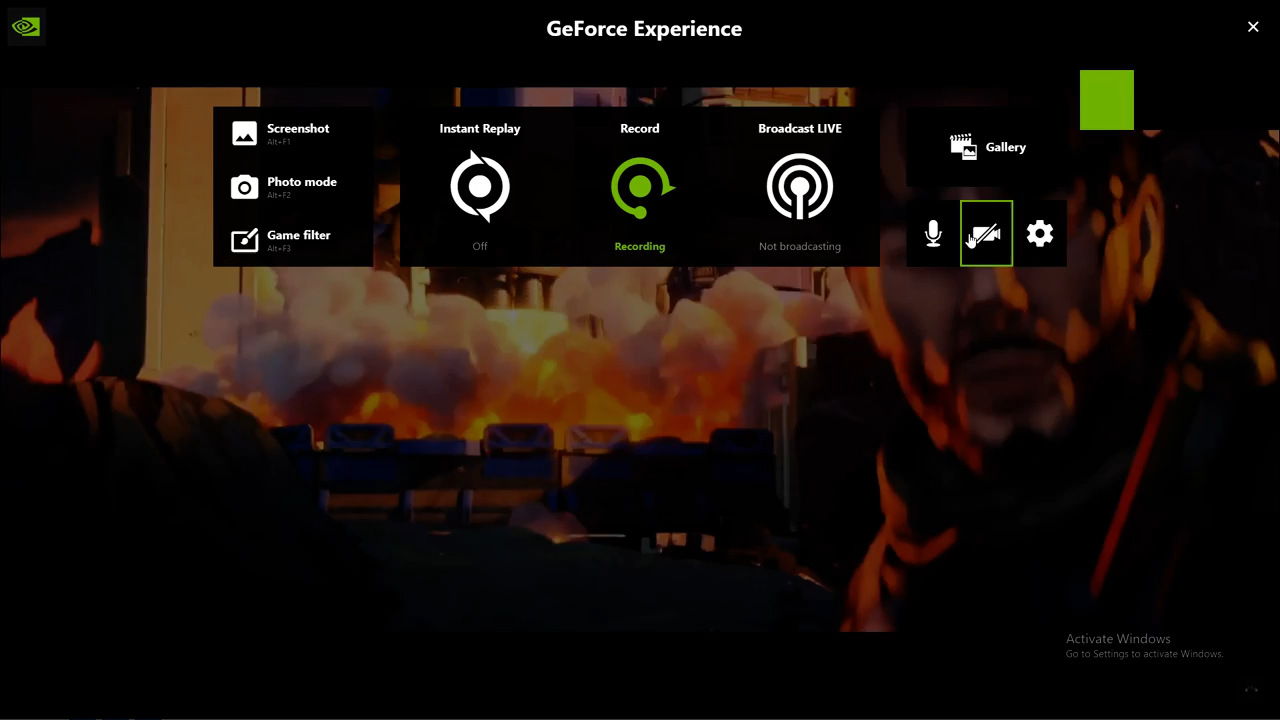 GeForce Experience
Screenshot
Alt+F1
Photo mode
Alt+F2
Game filter
Alt+F3
Instant Replay
Off
Record
Recording
Broadcast LIVE
Not broadcasting
Gallery
Activate Windows
Go to Settings to activate Windows.